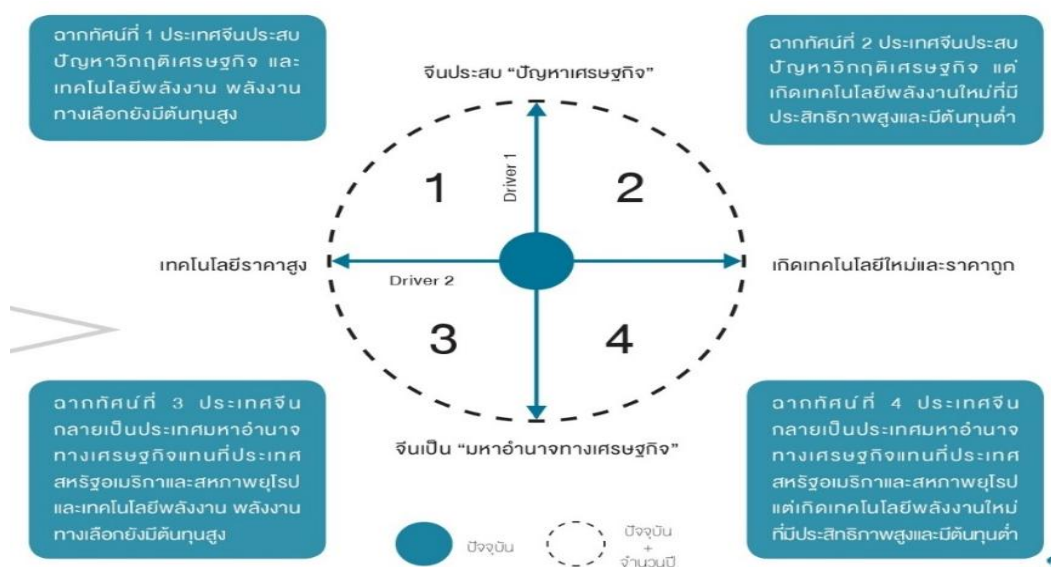 ฉากทัศน์ที่ 1 ประเทศจีนประสบ
ปัญหาวิกฤติเศรษฐกิจ และ
เทคโนโลยีพลังงาน พลังงาน
ทางเลือกยังมีต้นทุนสูง
ฉากทัศน์ที่ 2 ประเทศจีนประสบ
ปัญหาวิกฤติเศรษฐกิจ แต่
เกิดเทคโนโลยีพลังงานใหม่ที่มี
ประสิทธิภาพสูงและมีต้นทุนต่ำ
จีนประสบ “ปัญหาเศรษฐกิจ”
Driver 1
1
2
เทคโนโลยีราคาสูง
Driver 2
เกิดเทคโนโลยีใหม่และราคาถูก
3
4
ฉากทัศน์ที่ 3 ประเทศจีน
กลายเป็นประเทศมหาอำนาจ
ทางเศรษฐกิจแทนที่ประเทศ
สหรัฐอเมริกาและสหภาพยุโรป
และเทคโนโลยีพลังงาน พลังงาน
ทางเลือกยังมีต้นทุนสูง
จีนเป็น “มหาอำนาจทางเศรษฐกิจ”
ฉากทัศน์ที่ 4 ประเทศจีน
กลายเป็นประเทศมหาอำนาจ
ทางเศรษฐกิจแทนที่ประเทศ
สหรัฐอเมริกาและสหภาพยุโรป
แต่เกิดเทคโนโลยีพลังงานใหม่
ที่มีประสิทธิภาพสูงและมีต้นทุนต่ำ
ปัจจุบัน
ปัจจุบัน
+
จำนวนปี